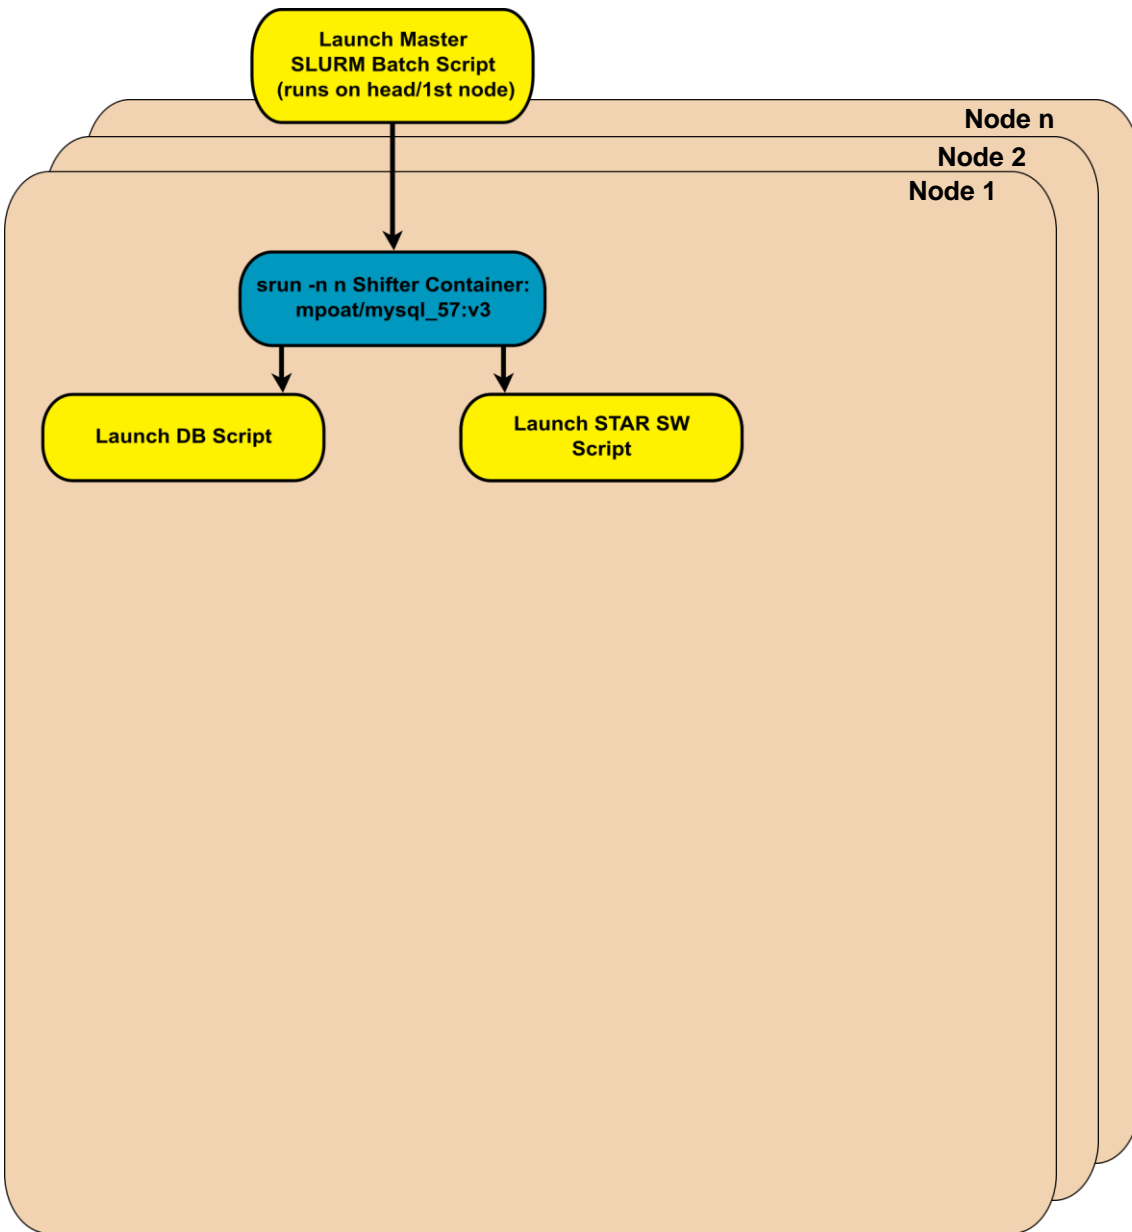 Launch Master
SLURM Batch Script
(runs on head/1st node)
Node n
Node 2
Node 1
srun -n n Shifter Container:
mpoat/mysql_57:v3
Launch DB Script
Launch STAR SW
Script